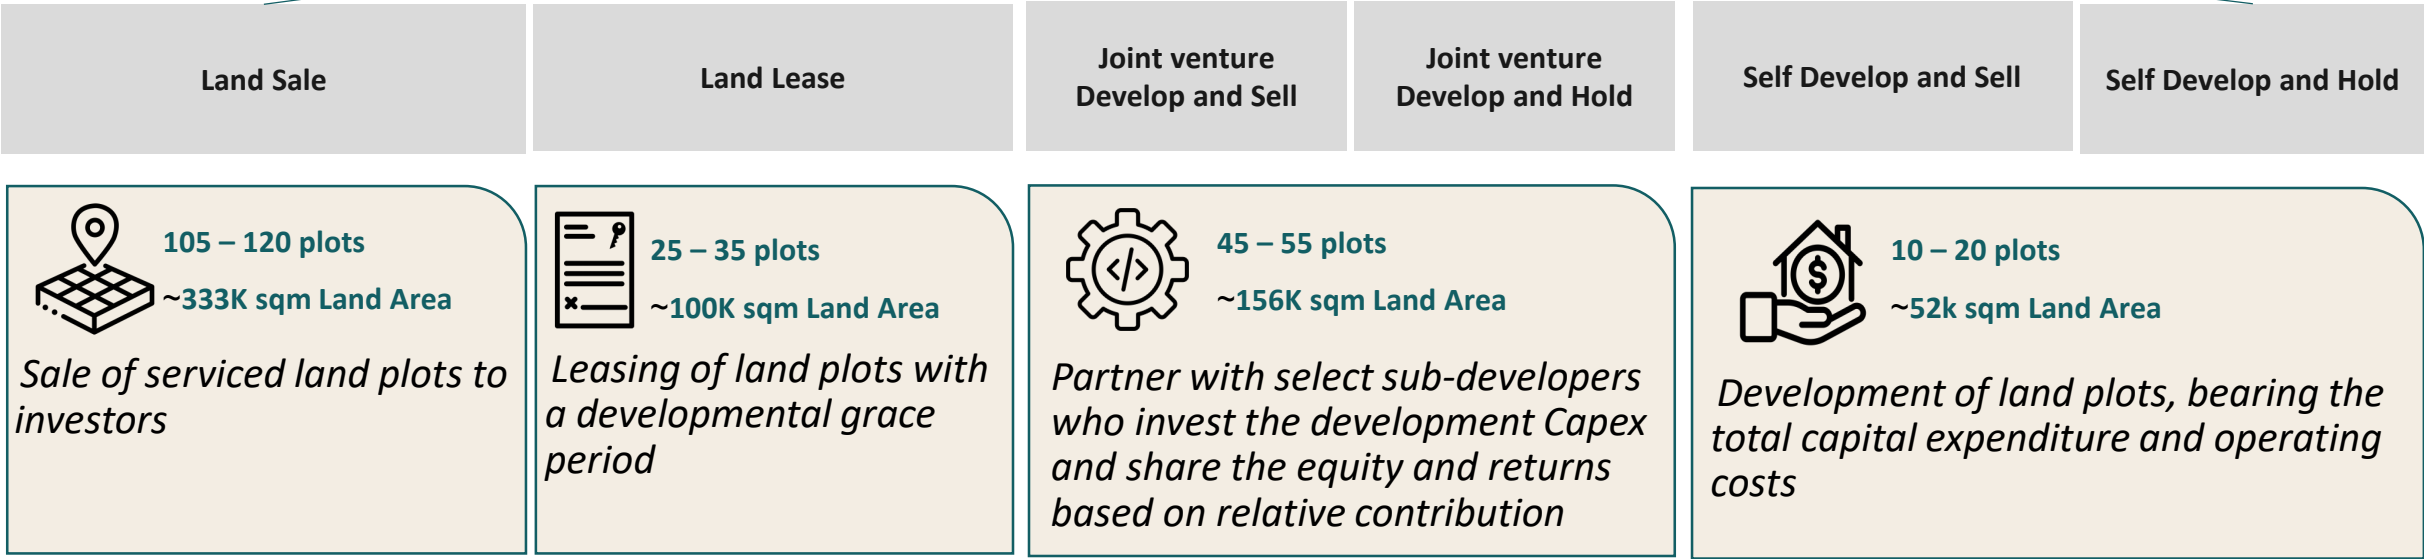 Land Sale
Land Lease
Joint venture
Develop and Sell
Joint venture
Develop and Hold
Self Develop and Sell
Self Develop and Hold
105 – 120 plots
~333K sqm Land Area
Sale of serviced land plots to
investors
25 – 35 plots
~100K sqm Land Area
Leasing of land plots with
a developmental grace
period
45 – 55 plots
~156K sqm Land Area
Partner with select sub-developers
who invest the development Capex
and share the equity and returns
based on relative contribution
10 – 20 plots
~52k sqm Land Area
Development of land plots, bearing the
total capital expenditure and operating
costs